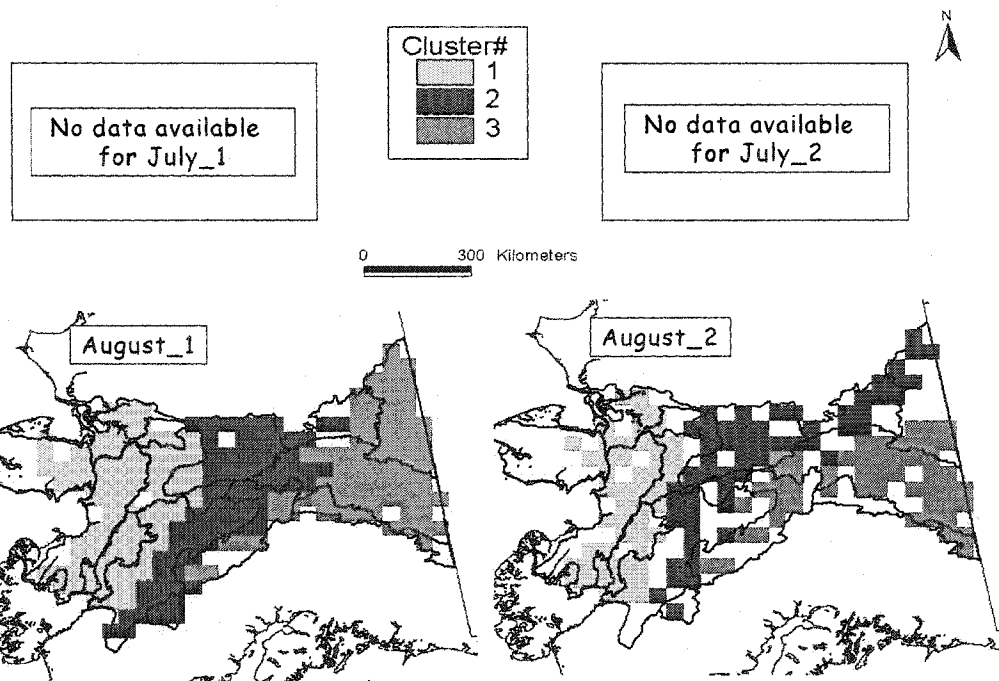 N
Cluster#
1
2
3
No data available
for July_1
No data available
for July_2
0 300 Kilometers
August_1
August_2